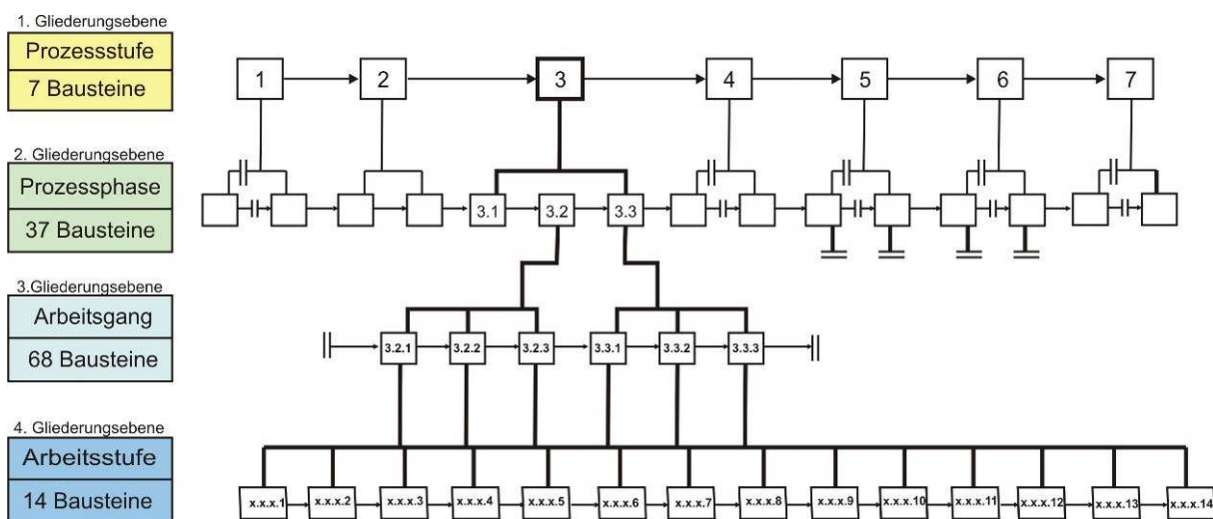 1. Gliederungsebene
Prozessstufe
7 Bausteine
1 2 3 4 5 6 7
2. Gliederungsebene
Prozessphase
37 Bausteine
3.1 3.2 3.3
3.Gliederungsebene
Arbeitsgang
68 Bausteine
3.2.1 3.2.2 3.2.3 3.3.1 3.3.2 3.3.3
4. Gliederungsebene
Arbeitsstufe
14 Bausteine
x.x.x.1 x.x.x.2 x.x.x.3 x.x.x.4 x.x.x.5 x.x.x.6 x.x.x.7 x.x.x.8 x.x.x.9 x.x.x.10 x.x.x.11 x.x.x.12 x.x.x.13 x.x.x.14